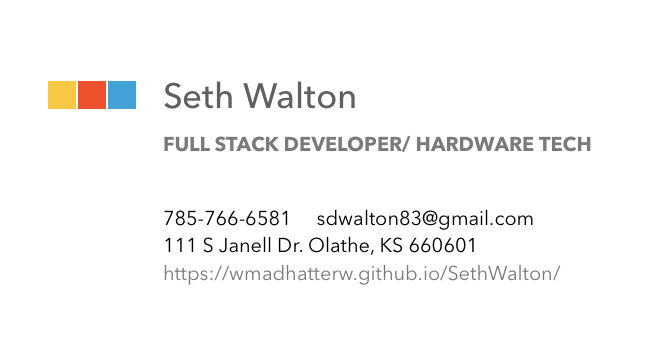 Seth Walton
FULL STACK DEVELOPER/ HARDWARE TECH
785-766-6581 sdwalton83@gmail.com
111 S Janell Dr. Olathe, KS 660601
https://wmadhatterw.github.io/SethWalton/